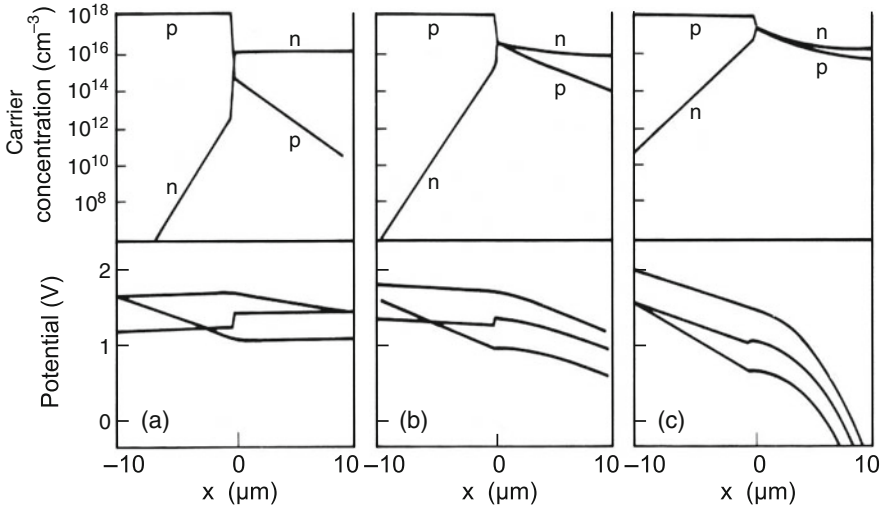 Carrier
concentration (cm⁻³)
10¹⁸
10¹⁶
10¹⁴
10¹²
10¹⁰
10⁸
p
n
n
p
p
n
n
p
p
n
n
p
Potential (V)
2
1
0
(a)
(b)
(c)
−10
0
10
−10
0
10
−10
0
10
x (µm)
x (µm)
x (µm)